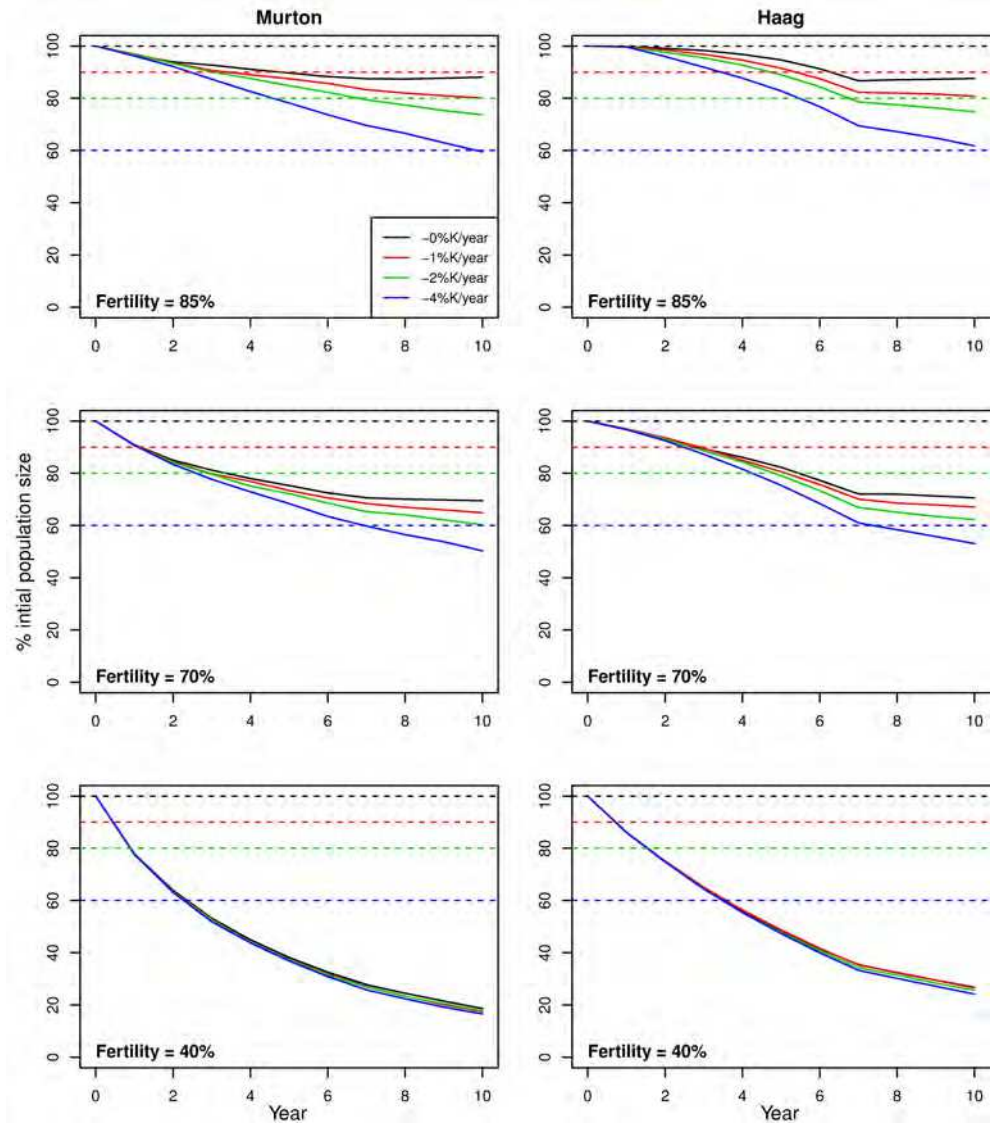 Murton
Haag
100
80
60
40
20
0
-0%K/year
-1%K/year
-2%K/year
-4%K/year
Fertility = 85%
0 2 4 6 8 10
100
80
60
40
20
0
Fertility = 85%
0 2 4 6 8 10
% intial population size
100
80
60
40
20
0
Fertility = 70%
0 2 4 6 8 10
100
80
60
40
20
0
Fertility = 70%
0 2 4 6 8 10
100
80
60
40
20
0
Fertility = 40%
0 2 4 6 8 10
Year
100
80
60
40
20
0
Fertility = 40%
0 2 4 6 8 10
Year